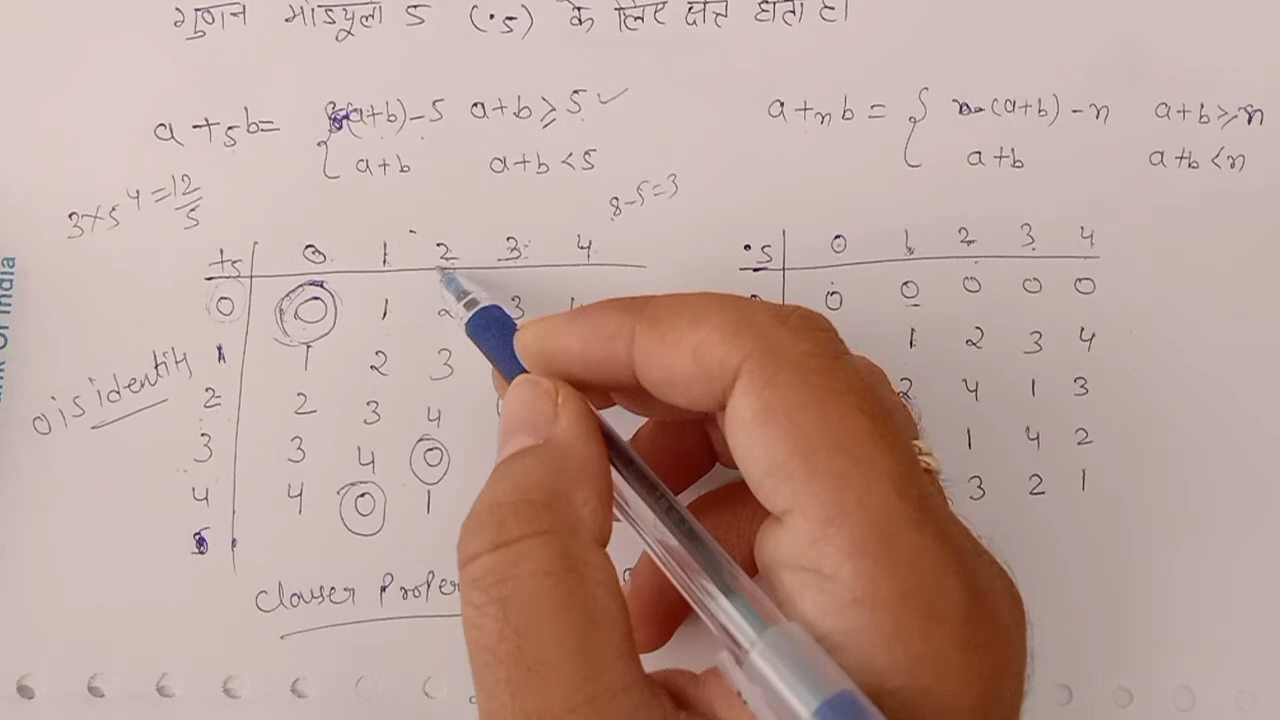 गुणन मोड्यूलो 5 (·5) के लिए क्षेत्र होता है।
a +5 b = { (a+b)-5 a+b ≥ 5 ✓
a+b a+b < 5
a +n b = { (a+b) - n a+b ≥ n
a+b a+b < n
3 ×5 4 = 12/5
8-5=3
+5 0 1 2 3 4
0 0 1 2 3
1 1 2 3
2 2 3 4
3 3 4 0
4 4 0 1
0 is identity
·5 0 1 2 3 4
0 0 0 0 0
1 2 3 4
2 4 1 3
1 4 2
3 2 1
Clouser Proper
of India